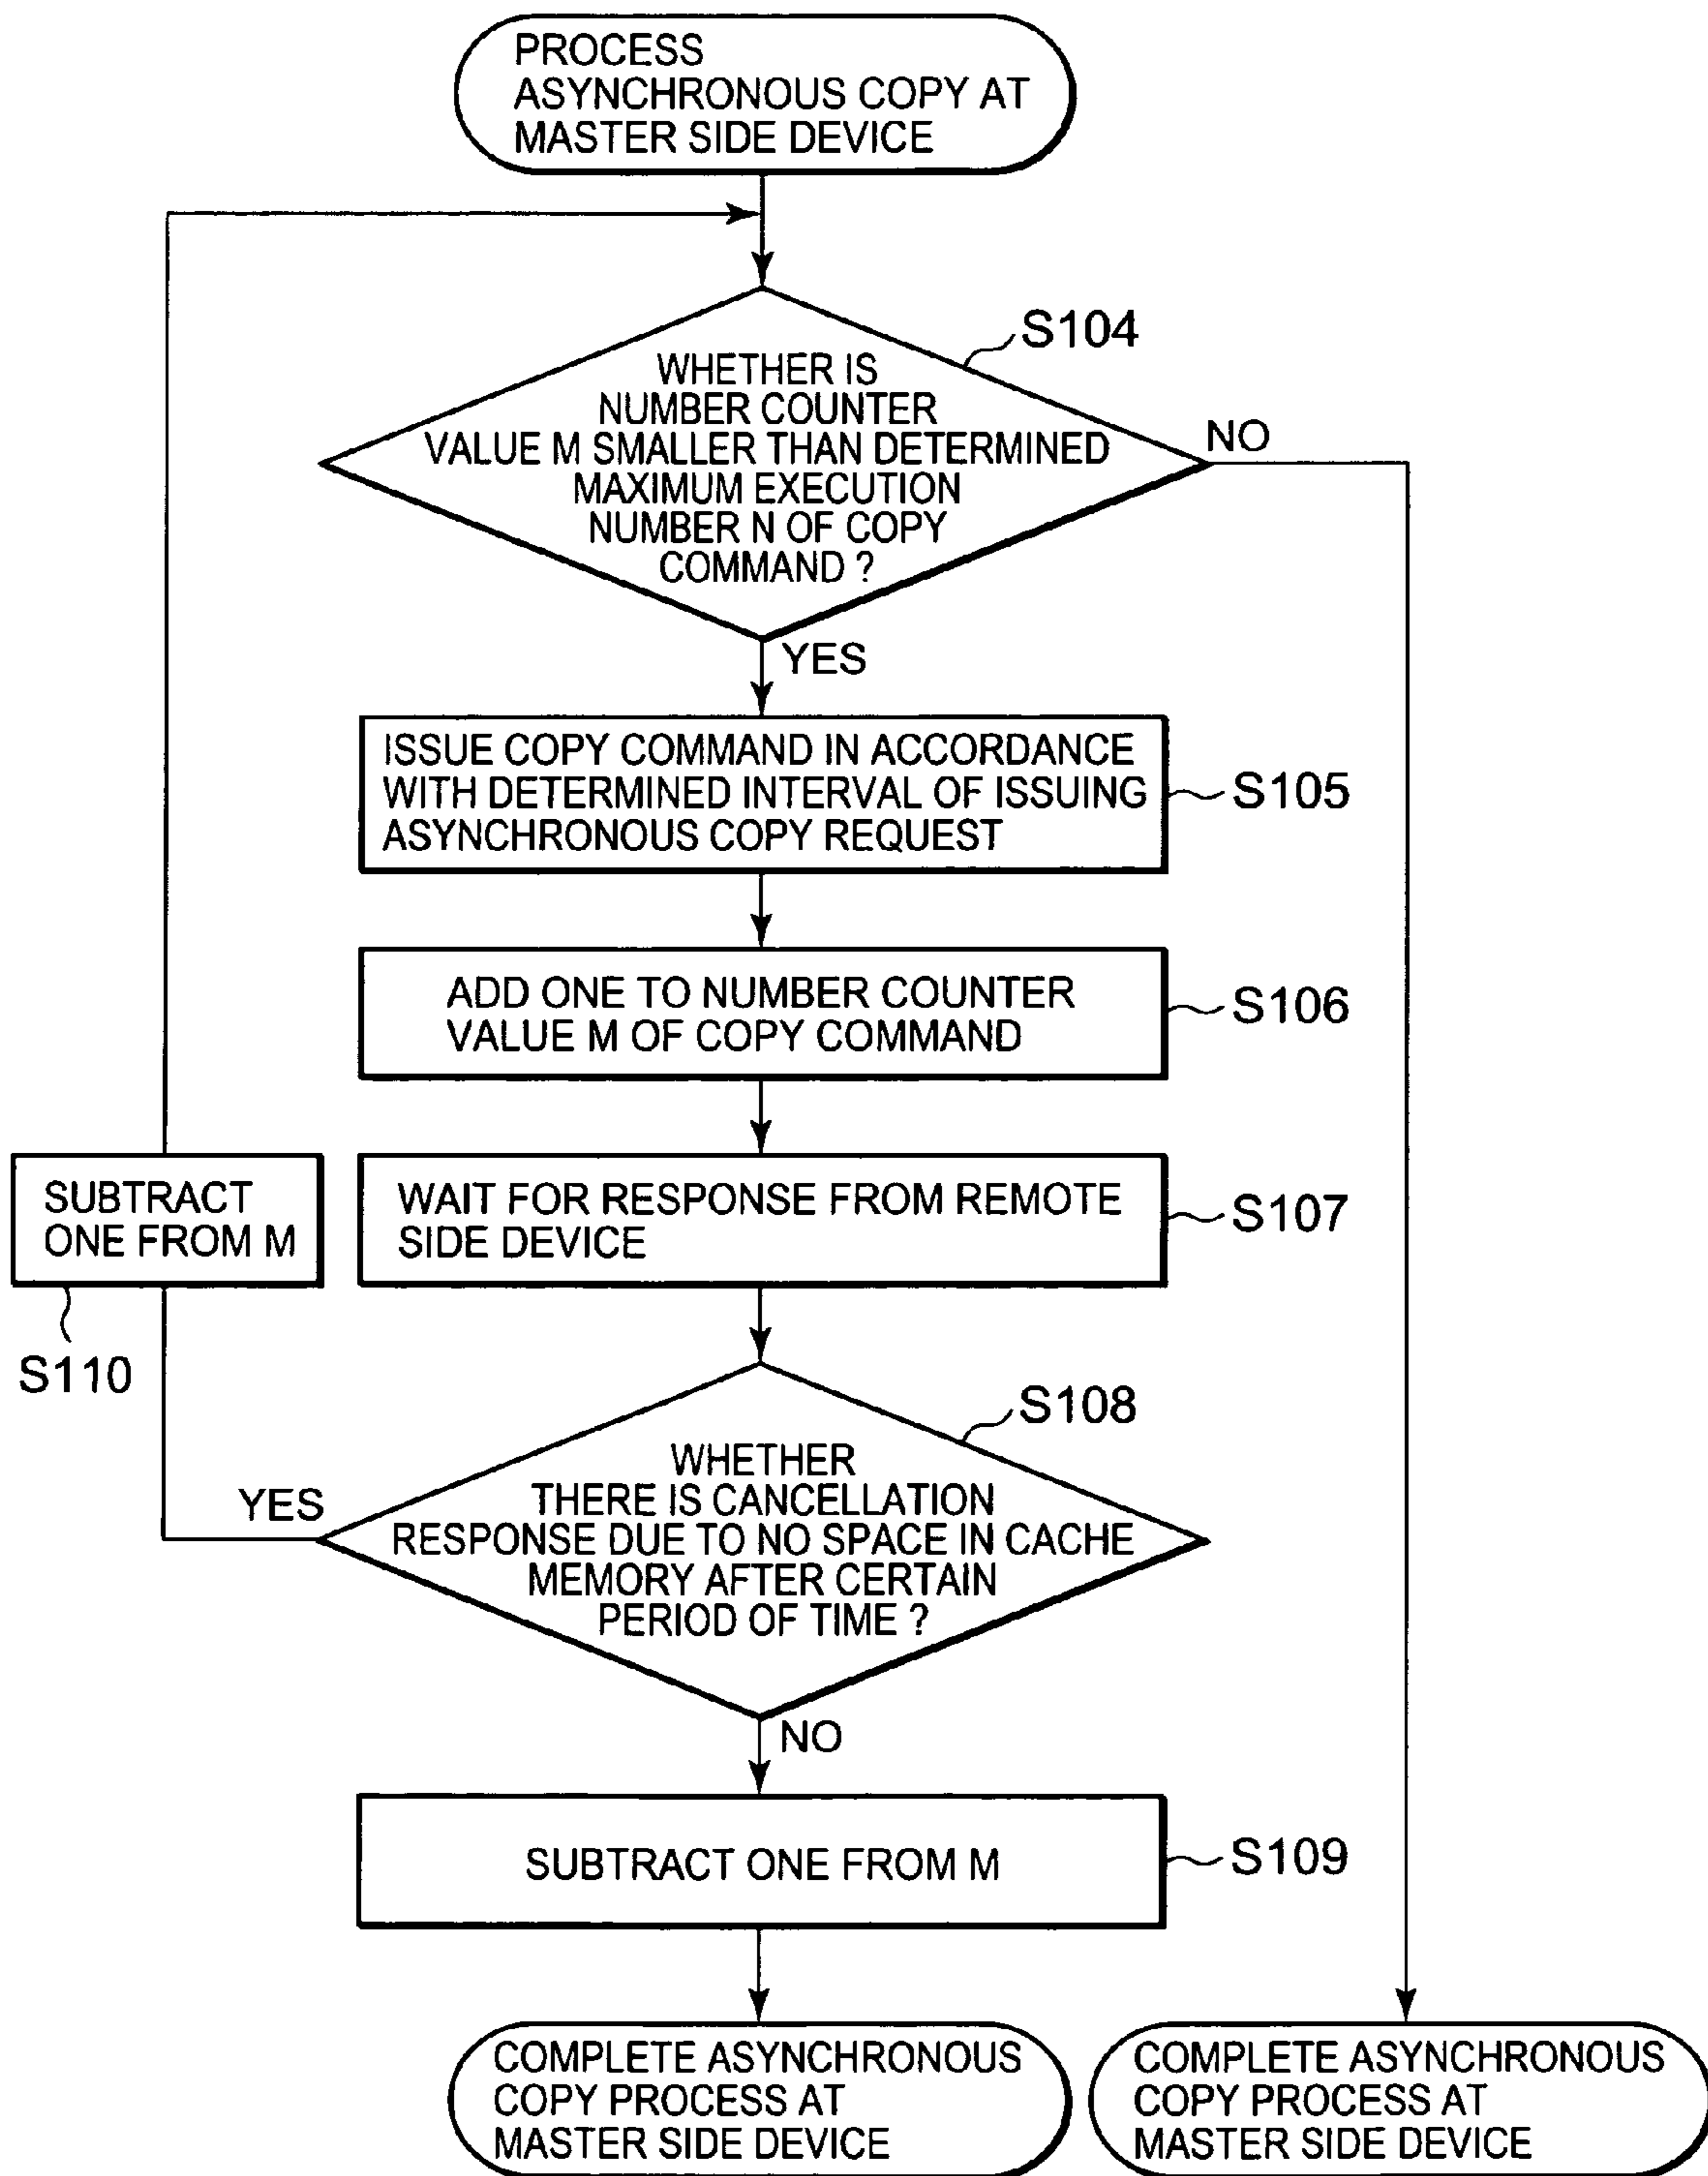 PROCESS
ASYNCHRONOUS COPY AT
MASTER SIDE DEVICE
S104
WHETHER IS
NUMBER COUNTER
VALUE M SMALLER THAN DETERMINED
MAXIMUM EXECUTION
NUMBER N OF COPY
COMMAND ?
NO
YES
ISSUE COPY COMMAND IN ACCORDANCE
WITH DETERMINED INTERVAL OF ISSUING
ASYNCHRONOUS COPY REQUEST
S105
ADD ONE TO NUMBER COUNTER
VALUE M OF COPY COMMAND
S106
SUBTRACT
ONE FROM M
S110
WAIT FOR RESPONSE FROM REMOTE
SIDE DEVICE
S107
S108
WHETHER
THERE IS CANCELLATION
RESPONSE DUE TO NO SPACE IN CACHE
MEMORY AFTER CERTAIN
PERIOD OF TIME ?
YES
NO
SUBTRACT ONE FROM M
S109
COMPLETE ASYNCHRONOUS
COPY PROCESS AT
MASTER SIDE DEVICE
COMPLETE ASYNCHRONOUS
COPY PROCESS AT
MASTER SIDE DEVICE